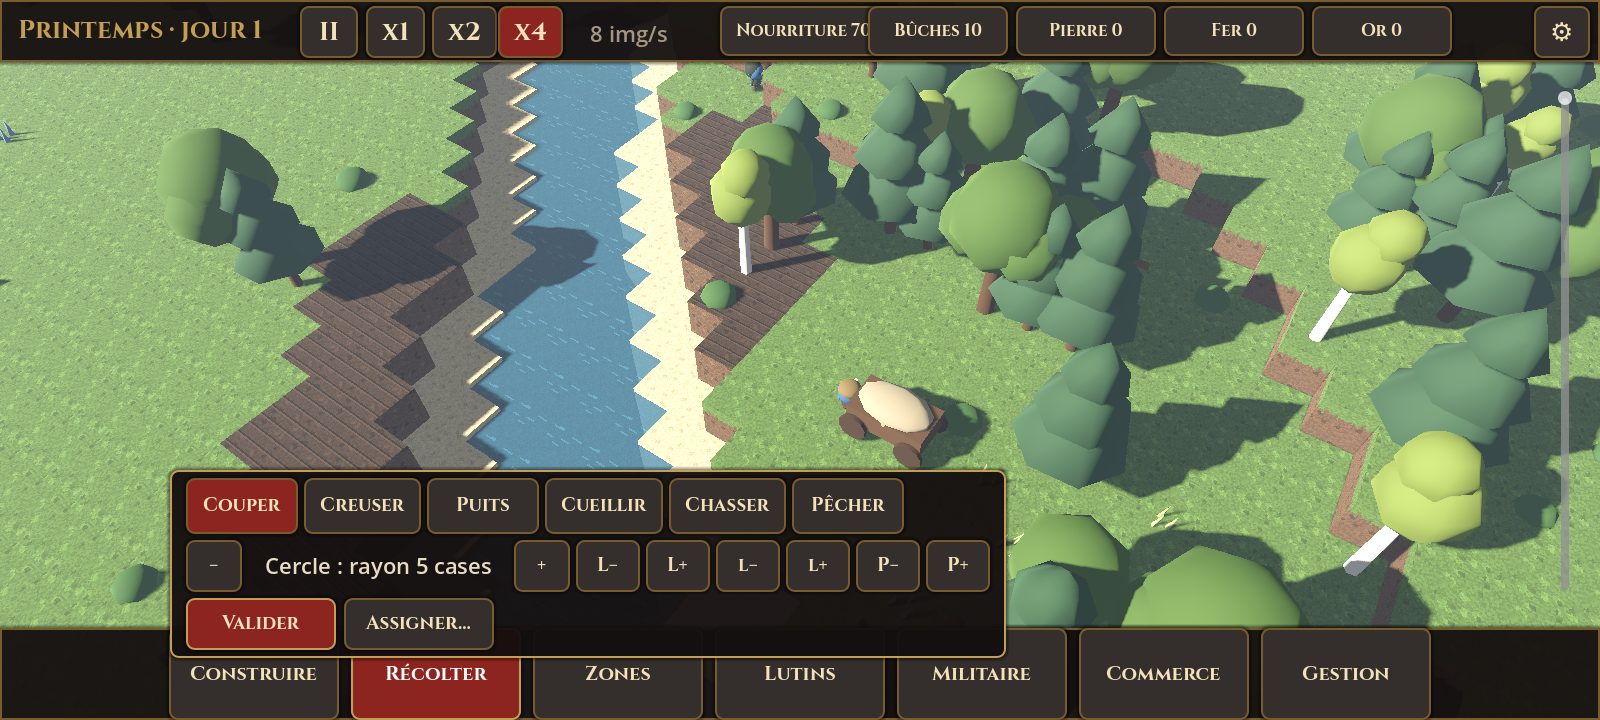 Printemps · Jour 1
II
X1
X2
X4
8 img/s
Nourriture 70
Bûches 10
Pierre 0
Fer 0
Or 0
Couper
Creuser
Puits
Cueillir
Chasser
Pêcher
−
Cercle : rayon 5 cases
+
L−
L+
L−
L+
P−
P+
Valider
Assigner...
Construire
Récolter
Zones
Lutins
Militaire
Commerce
Gestion